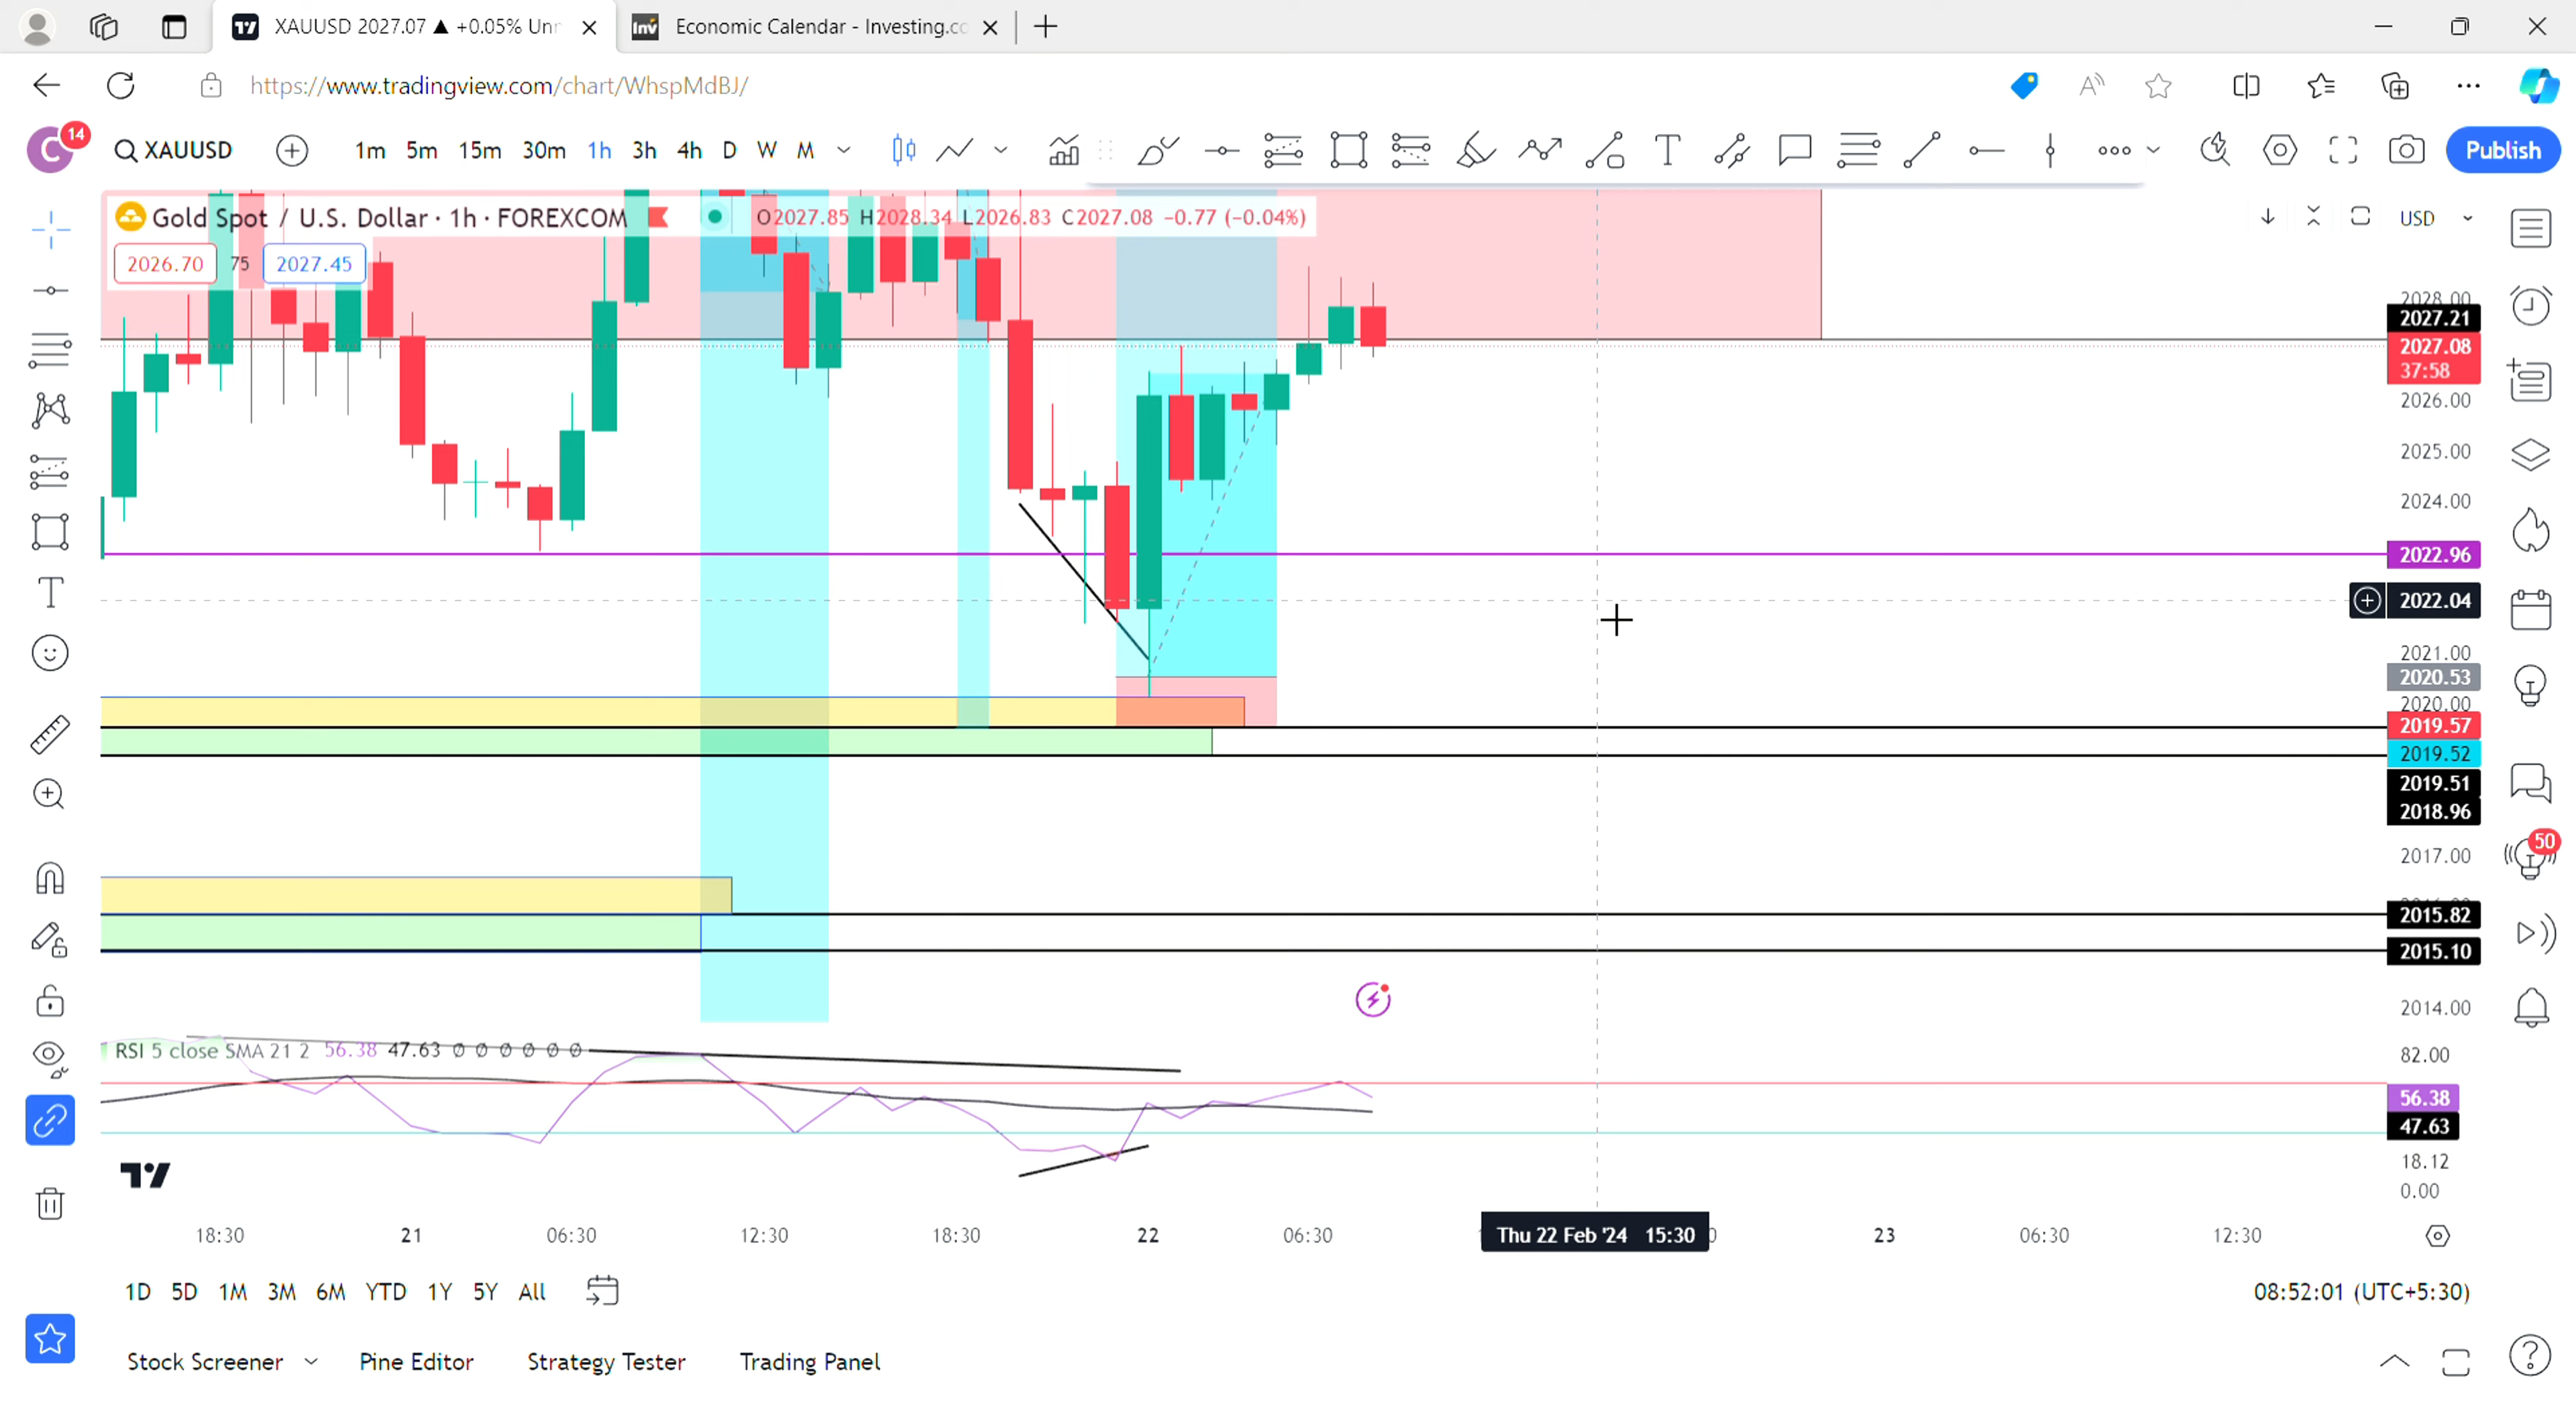 XAUUSD 2027.07 ▲ +0.05% Unn
Economic Calendar - Investing.co
https://www.tradingview.com/chart/WhspMdBJ/
C 14 XAUUSD 1m 5m 15m 30m 1h 3h 4h D W M T Publish
Gold Spot / U.S. Dollar · 1h · FOREXCOM O2027.85 H2028.34 L2026.83 C2027.08 −0.77 (−0.04%)
USD
2026.70 75 2027.45
2028.00
2027.21
2027.08
37:58
2026.00
2025.00
2024.00
2022.96
2022.04
2021.00
2020.53
2020.00
2019.57
2019.52
2019.51
2018.96
2017.00
50
2015.82
2015.10
2014.00
RSI 5 close SMA 21 2 56.38 47.63 ∅ ∅ ∅ ∅ ∅ ∅
82.00
56.38
47.63
18.12
0.00
18:30 21 06:30 12:30 18:30 22 06:30 Thu 22 Feb '24 15:30 23 06:30 12:30
1D 5D 1M 3M 6M YTD 1Y 5Y All
08:52:01 (UTC+5:30)
Stock Screener Pine Editor Strategy Tester Trading Panel